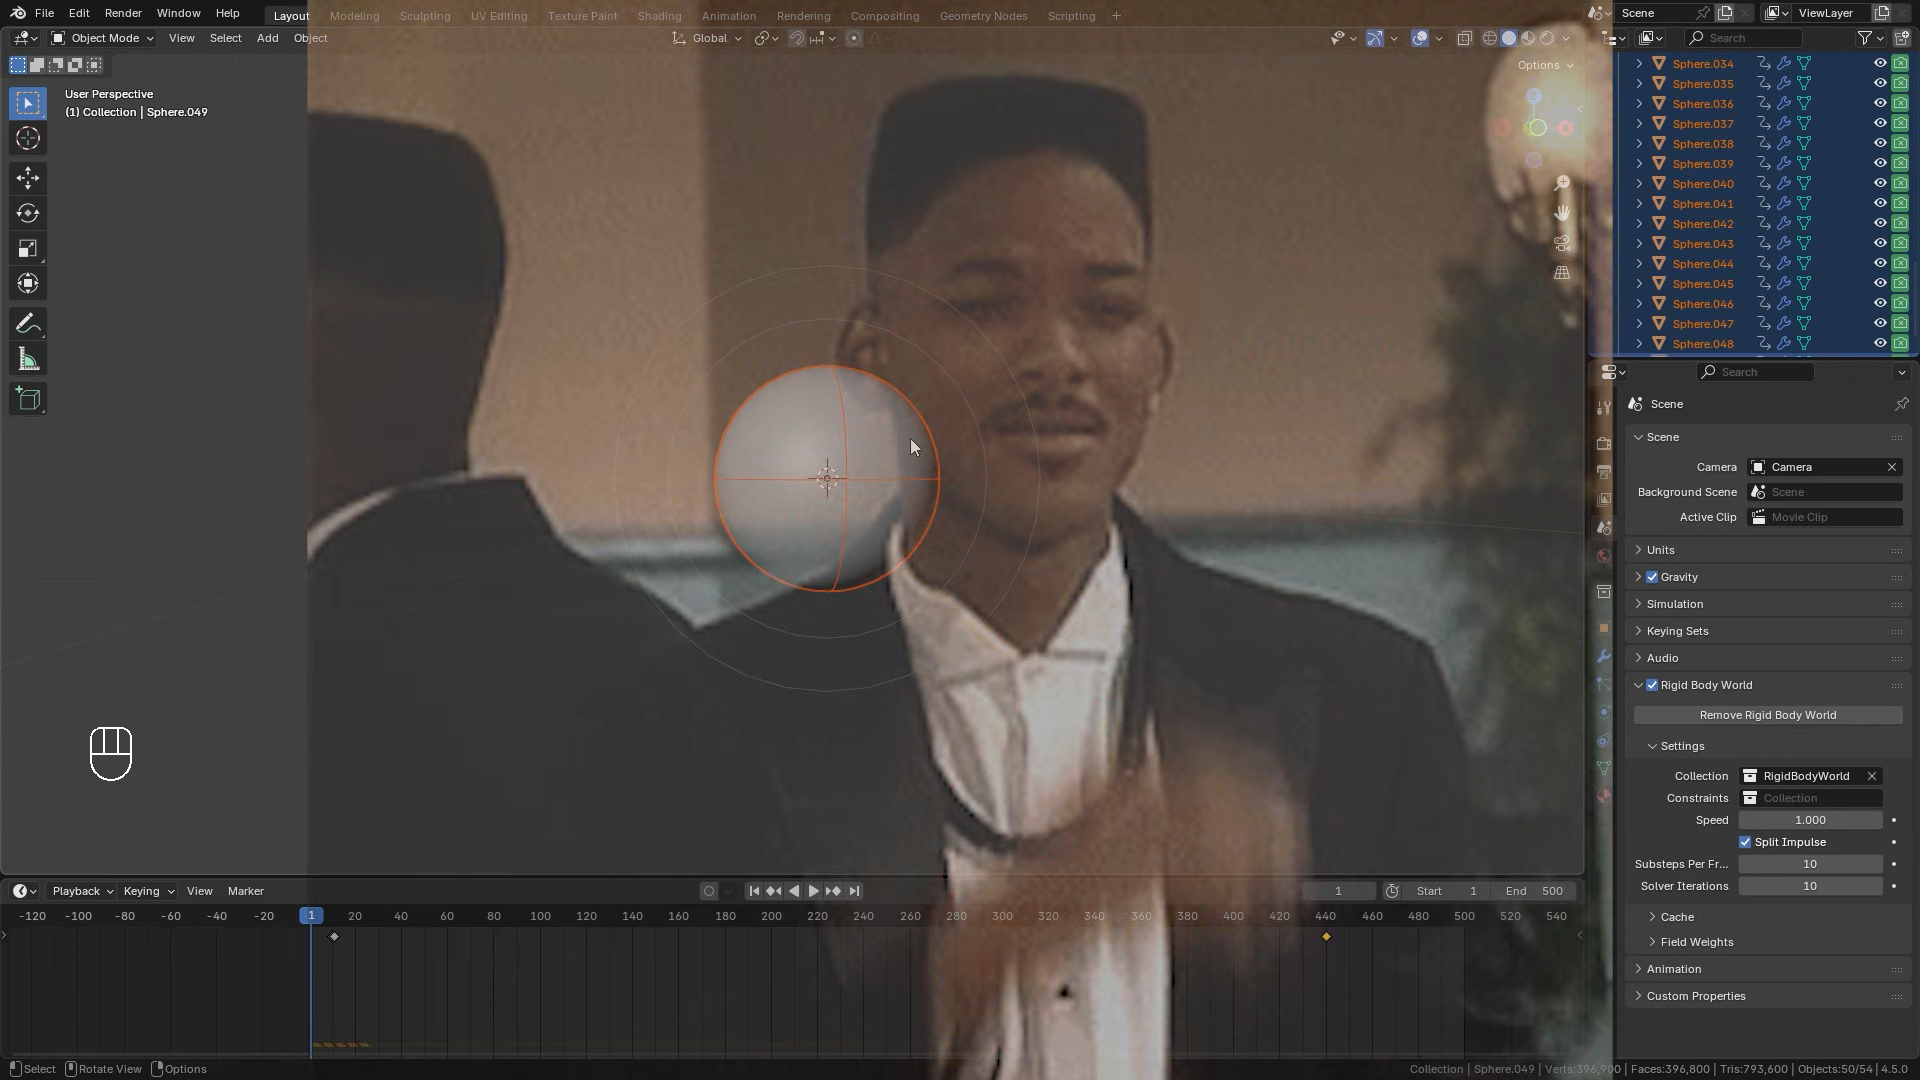 File Edit Render Window Help Layout Modeling Sculpting UV Editing Texture Paint Shading Animation Rendering Compositing Geometry Nodes Scripting + Scene ViewLayer
Object Mode View Select Add Object Global Search
Options
User Perspective
(1) Collection | Sphere.049
Sphere.034
Sphere.035
Sphere.036
Sphere.037
Sphere.038
Sphere.039
Sphere.040
Sphere.041
Sphere.042
Sphere.043
Sphere.044
Sphere.045
Sphere.046
Sphere.047
Sphere.048
Search
Scene
Scene
Camera Camera
Background Scene Scene
Active Clip Movie Clip
Units
Gravity
Simulation
Keying Sets
Audio
Rigid Body World
Remove Rigid Body World
Settings
Collection RigidBodyWorld
Constraints Collection
Speed 1.000
Split Impulse
Substeps Per Fr... 10
Solver Iterations 10
Cache
Field Weights
Animation
Custom Properties
Playback Keying View Marker 1 Start 1 End 500
-120 -100 -80 -60 -40 -20 1 20 40 60 80 100 120 140 160 180 200 220 240 260 280 300 320 340 360 380 400 420 440 460 480 500 520 540
Select Rotate View Options Collection | Sphere.049 | Verts:396,900 | Faces:396,800 | Tris:793,600 | Objects:50/54 | 4.5.0